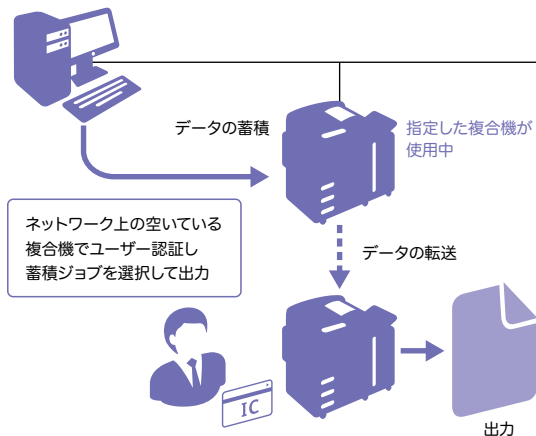 データの蓄積
指定した複合機が
使用中
ネットワーク上の空いている
複合機でユーザー認証し
蓄積ジョブを選択して出力
データの転送
IC
出力